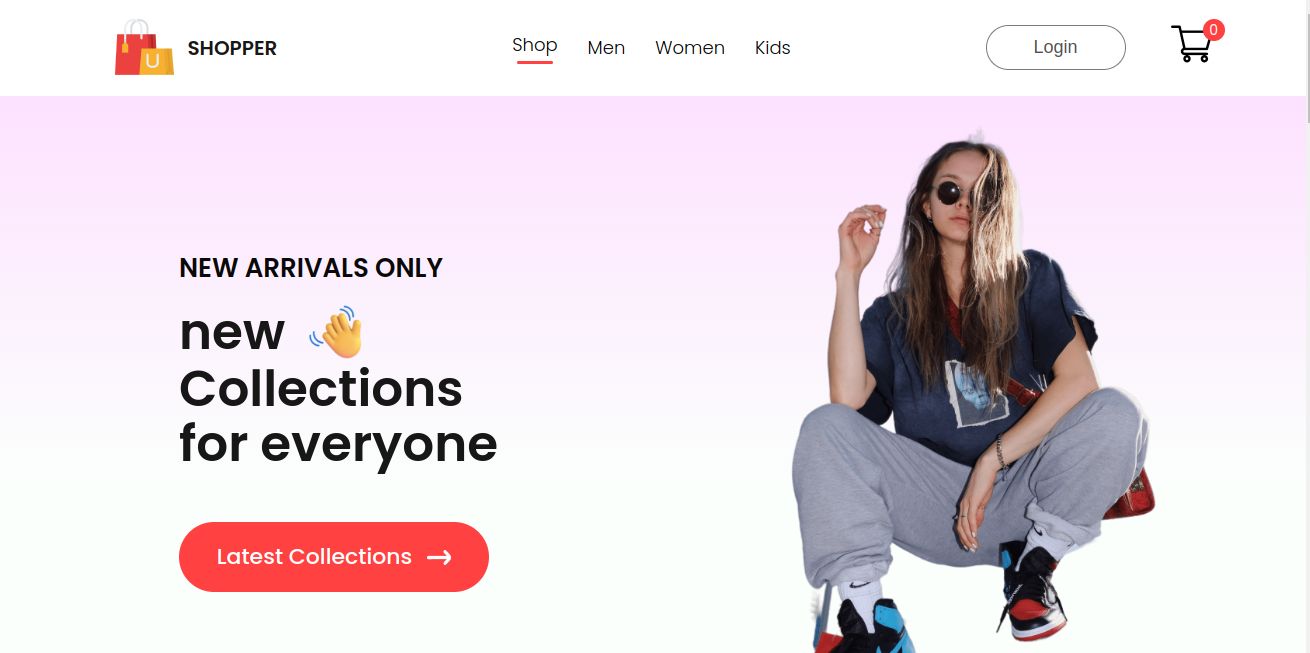 SHOPPER
Shop
Men
Women
Kids
Login
0
NEW ARRIVALS ONLY
new
Collections
for everyone
Latest Collections